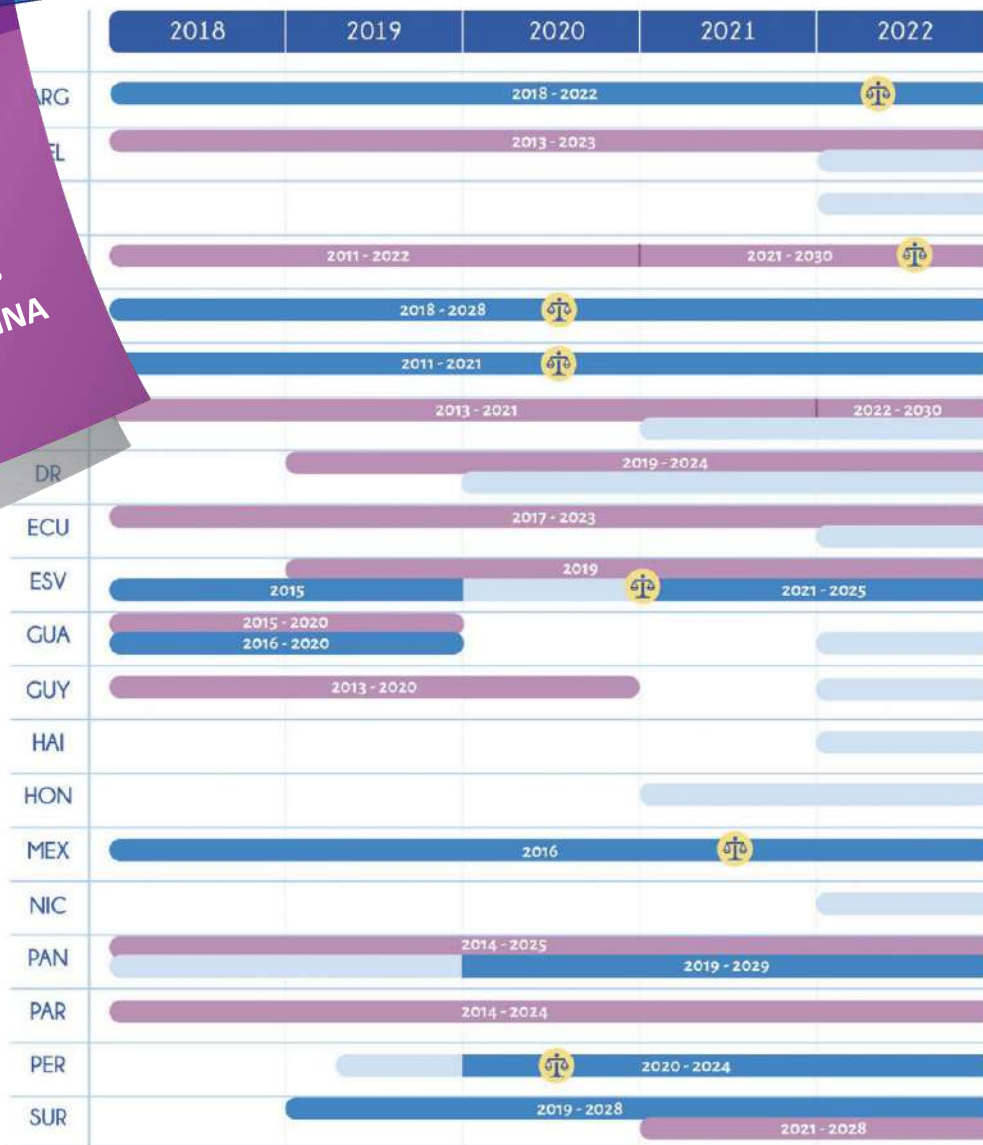 2018 2019 2020 2021 2022
2018 - 2022
2013 - 2023
2011 - 2022 2021 - 2030
2018 - 2028
2011 - 2021
2013 - 2021 2022 - 2030
DR 2019 - 2024
ECU 2017 - 2023
ESV 2019
2015 2021 - 2025
GUA 2015 - 2020
2016 - 2020
GUY 2013 - 2020
HAI
HON
MEX 2016
NIC
PAN 2014 - 2025
2019 - 2029
PAR 2014 - 2024
PER 2020 - 2024
SUR 2019 - 2028
2021 - 2028